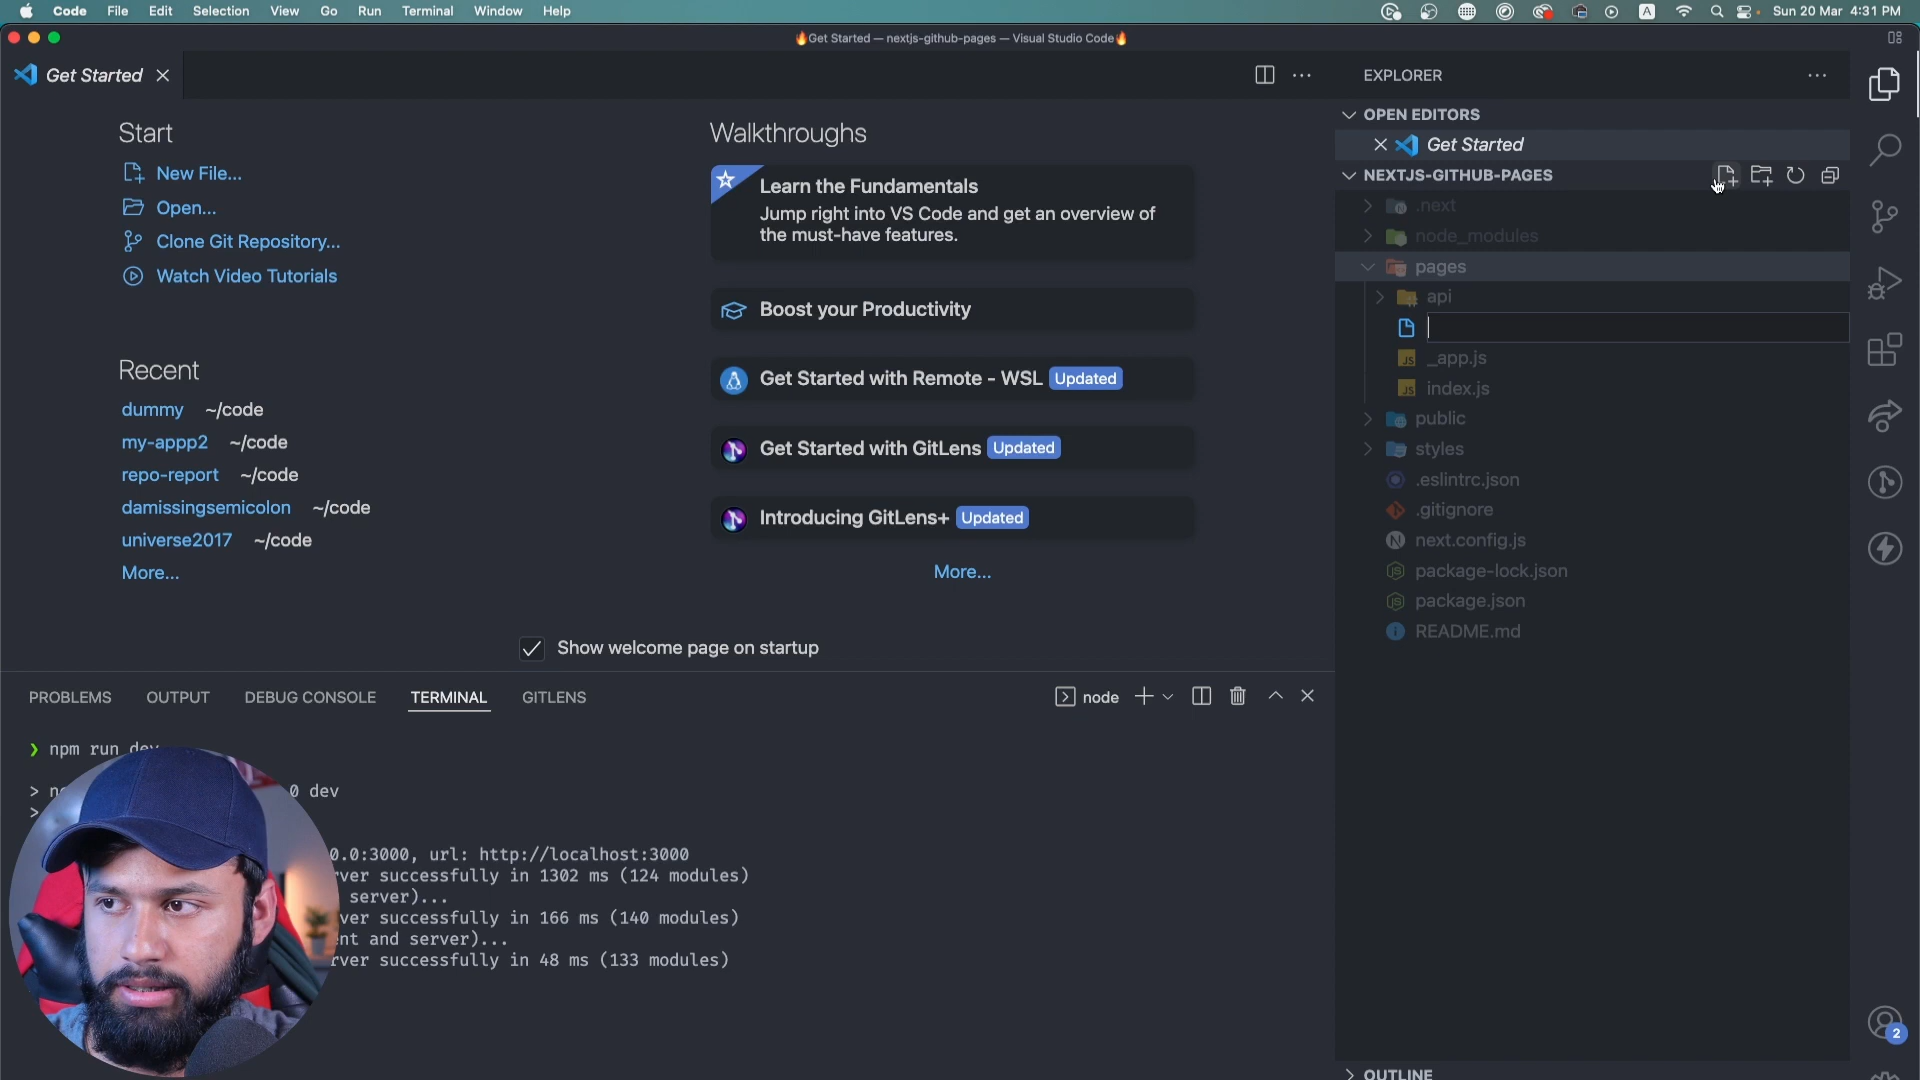 Code File Edit Selection View Go Run Terminal Window Help
A
Sun 20 Mar 4:31 PM
🔥Get Started — nextjs-github-pages — Visual Studio Code🔥
Get Started
EXPLORER
OPEN EDITORS
Get Started
NEXTJS-GITHUB-PAGES
.next
node_modules
pages
api
_app.js
index.js
public
styles
.eslintrc.json
.gitignore
next.config.js
package-lock.json
package.json
README.md
OUTLINE
2
Start
New File...
Open...
Clone Git Repository...
Watch Video Tutorials
Recent
dummy ~/code
my-appp2 ~/code
repo-report ~/code
damissingsemicolon ~/code
universe2017 ~/code
More...
Walkthroughs
Learn the Fundamentals
Jump right into VS Code and get an overview of
the must-have features.
Boost your Productivity
Get Started with Remote - WSL Updated
Get Started with GitLens Updated
Introducing GitLens+ Updated
More...
Show welcome page on startup
PROBLEMS OUTPUT DEBUG CONSOLE TERMINAL GITLENS
node
❯ npm run dev
> 0 dev
>
0.0:3000, url: http://localhost:3000
successfully in 1302 ms (124 modules)
server)...
successfully in 166 ms (140 modules)
and server)...
successfully in 48 ms (133 modules)